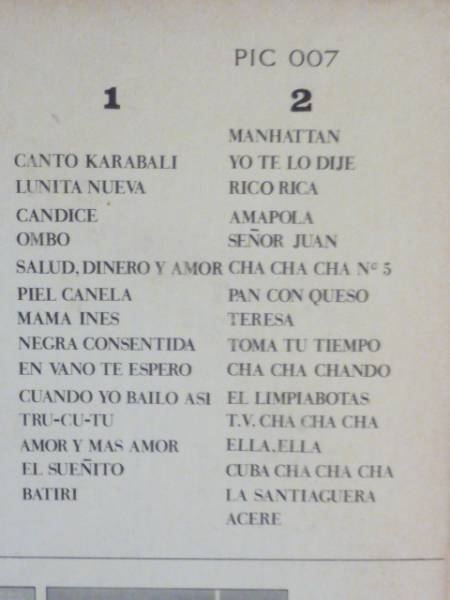 PIC 007
1
CANTO KARABALI
LUNITA NUEVA
CANDICE
OMBO
SALUD, DINERO Y AMOR
PIEL CANELA
MAMA INES
NEGRA CONSENTIDA
EN VANO TE ESPERO
CUANDO YO BAILO ASI
TRU-CU-TU
AMOR Y MAS AMOR
EL SUEÑITO
BATIRI
2
MANHATTAN
YO TE LO DIJE
RICO RICA
AMAPOLA
SEÑOR JUAN
CHA CHA CHA Nº 5
PAN CON QUESO
TERESA
TOMA TU TIEMPO
CHA CHA CHANDO
EL LIMPIABOTAS
T.V. CHA CHA CHA
ELLA, ELLA
CUBA CHA CHA CHA
LA SANTIAGUERA
ACERE